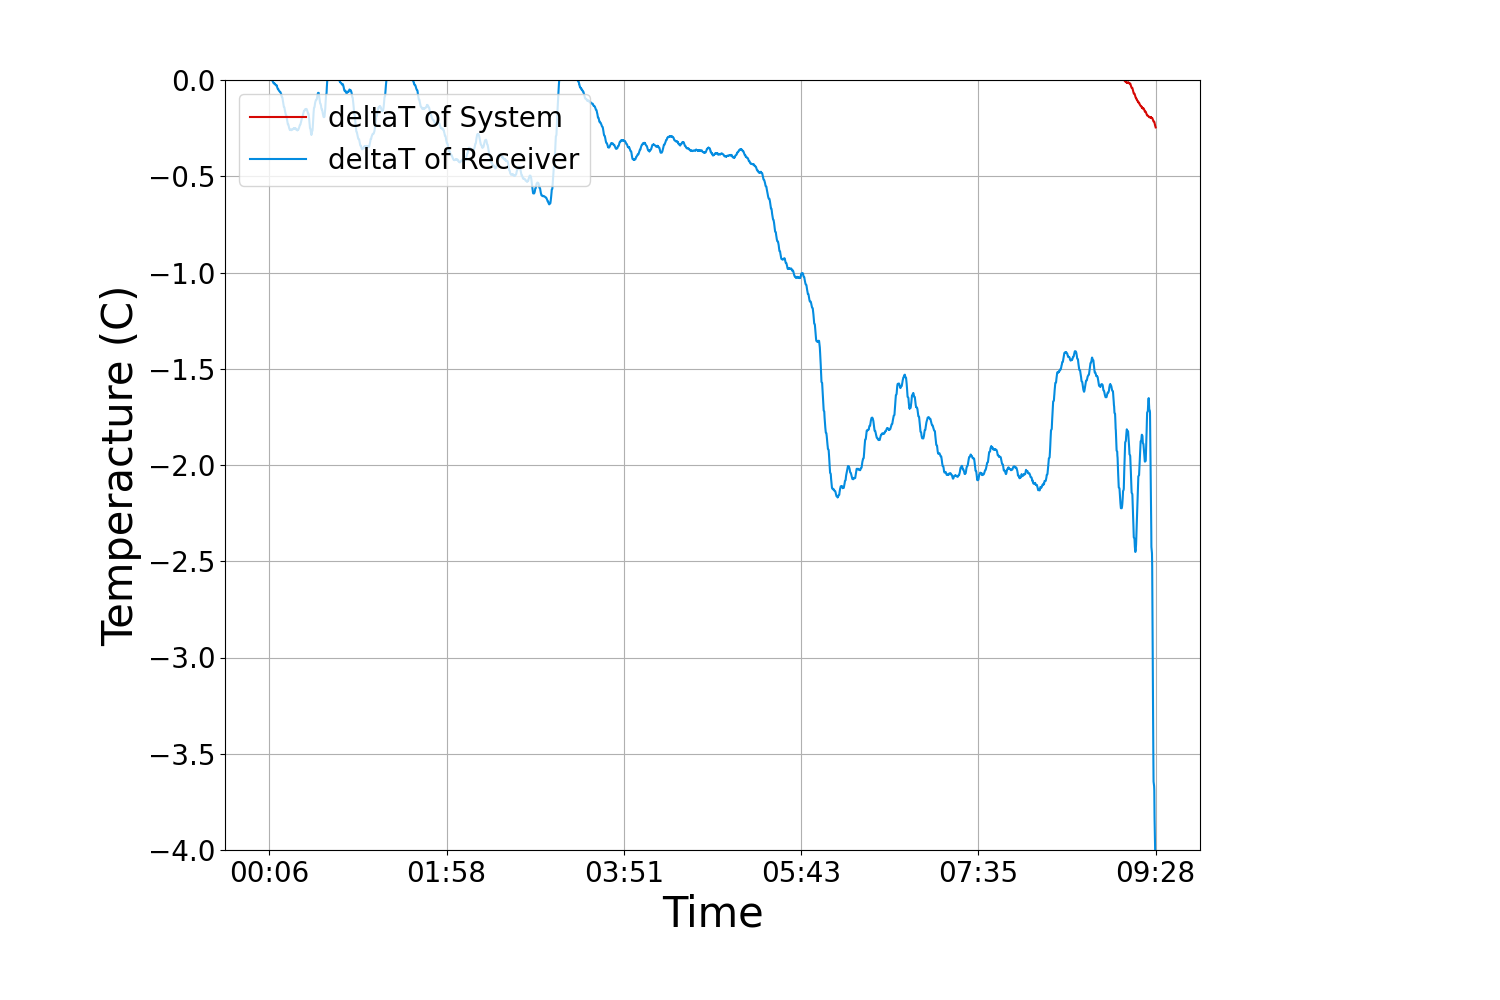 0.0
−0.5
−1.0
−1.5
−2.0
−2.5
−3.0
−3.5
−4.0
Temperacture (C)
deltaT of System
deltaT of Receiver
00:06 01:58 03:51 05:43 07:35 09:28
Time